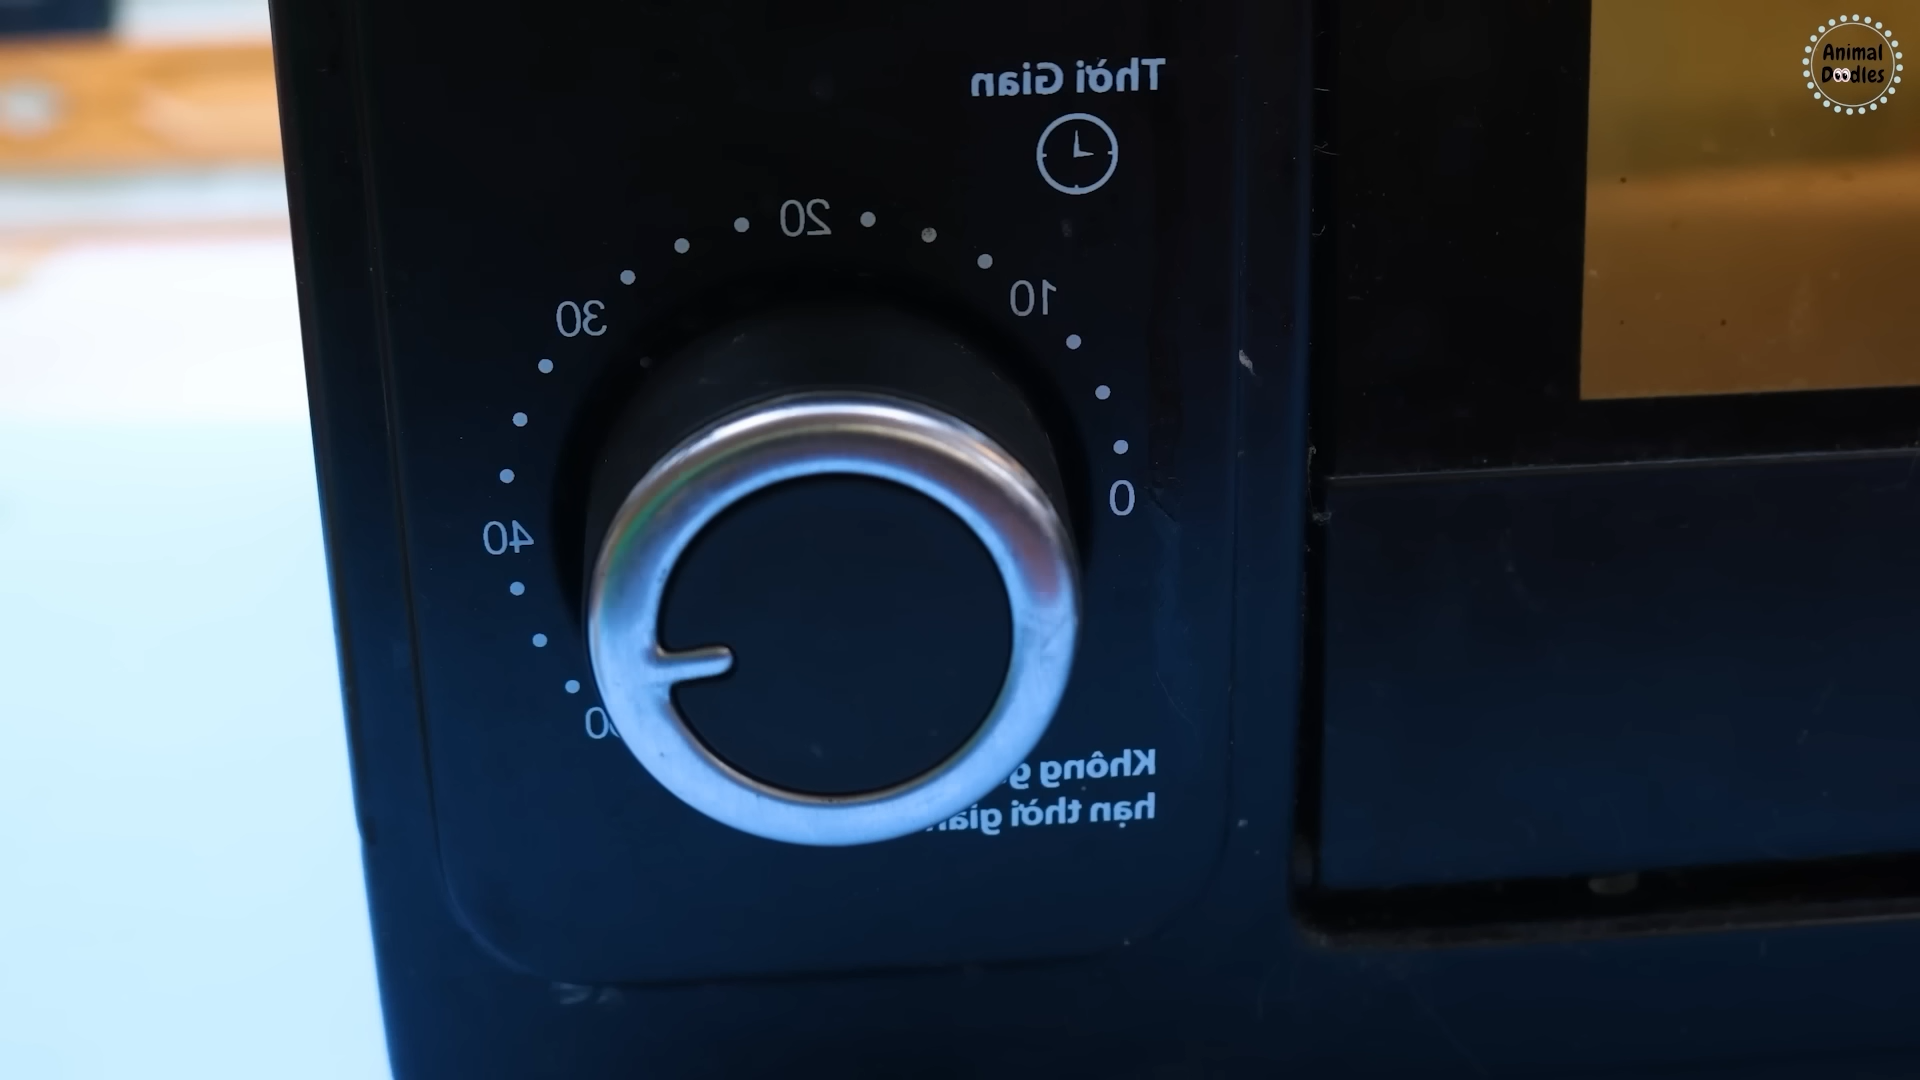 Animal
Doodles
Thời Gian
20
10
30
0
40
Không
hạn thời gian